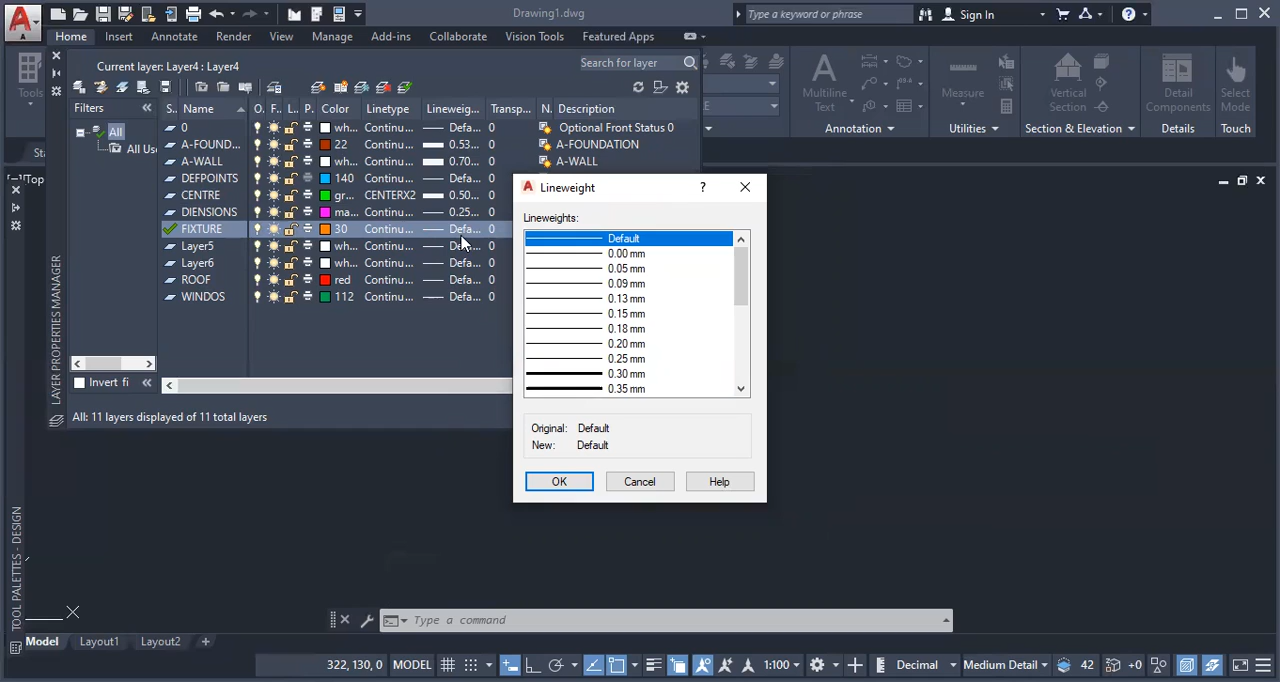 A Drawing1.dwg Type a keyword or phrase Sign In
Home Insert Annotate Render View Manage Add-ins Collaborate Vision Tools Featured Apps
Tools
Current layer: Layer4 : Layer4 Search for layer
Filters
All
All Use
S.. Name O. F.. L.. P.. Color Linetype Lineweig... Transp... N. Description
0 wh... Continu... Defa... 0 Optional Front Status 0
A-FOUND... 22 Continu... 0.53... 0 A-FOUNDATION
A-WALL wh... Continu... 0.70... 0 A-WALL
DEFPOINTS 140 Continu... Defa... 0
CENTRE gr... CENTERX2 0.50... 0
DIENSIONS ma... Continu... 0.25... 0
FIXTURE 30 Continu... Defa... 0
Layer5 wh... Continu... Defa... 0
Layer6 wh... Continu... Defa... 0
ROOF red Continu... Defa... 0
WINDOS 112 Continu... Defa... 0
Invert fi
All: 11 layers displayed of 11 total layers
LAYER PROPERTIES MANAGER
Multiline
Text
Annotation
Measure
Utilities
Vertical
Section
Section & Elevation
Detail
Components
Details
Select
Mode
Touch
[−]Top
TOOL PALETTES - DESIGN
Lineweight
Lineweights:
Default
0.00 mm
0.05 mm
0.09 mm
0.13 mm
0.15 mm
0.18 mm
0.20 mm
0.25 mm
0.30 mm
0.35 mm
Original: Default
New: Default
OK Cancel Help
X
Type a command
Model Layout1 Layout2 +
322, 130, 0 MODEL 1:100 Decimal Medium Detail 42 +0